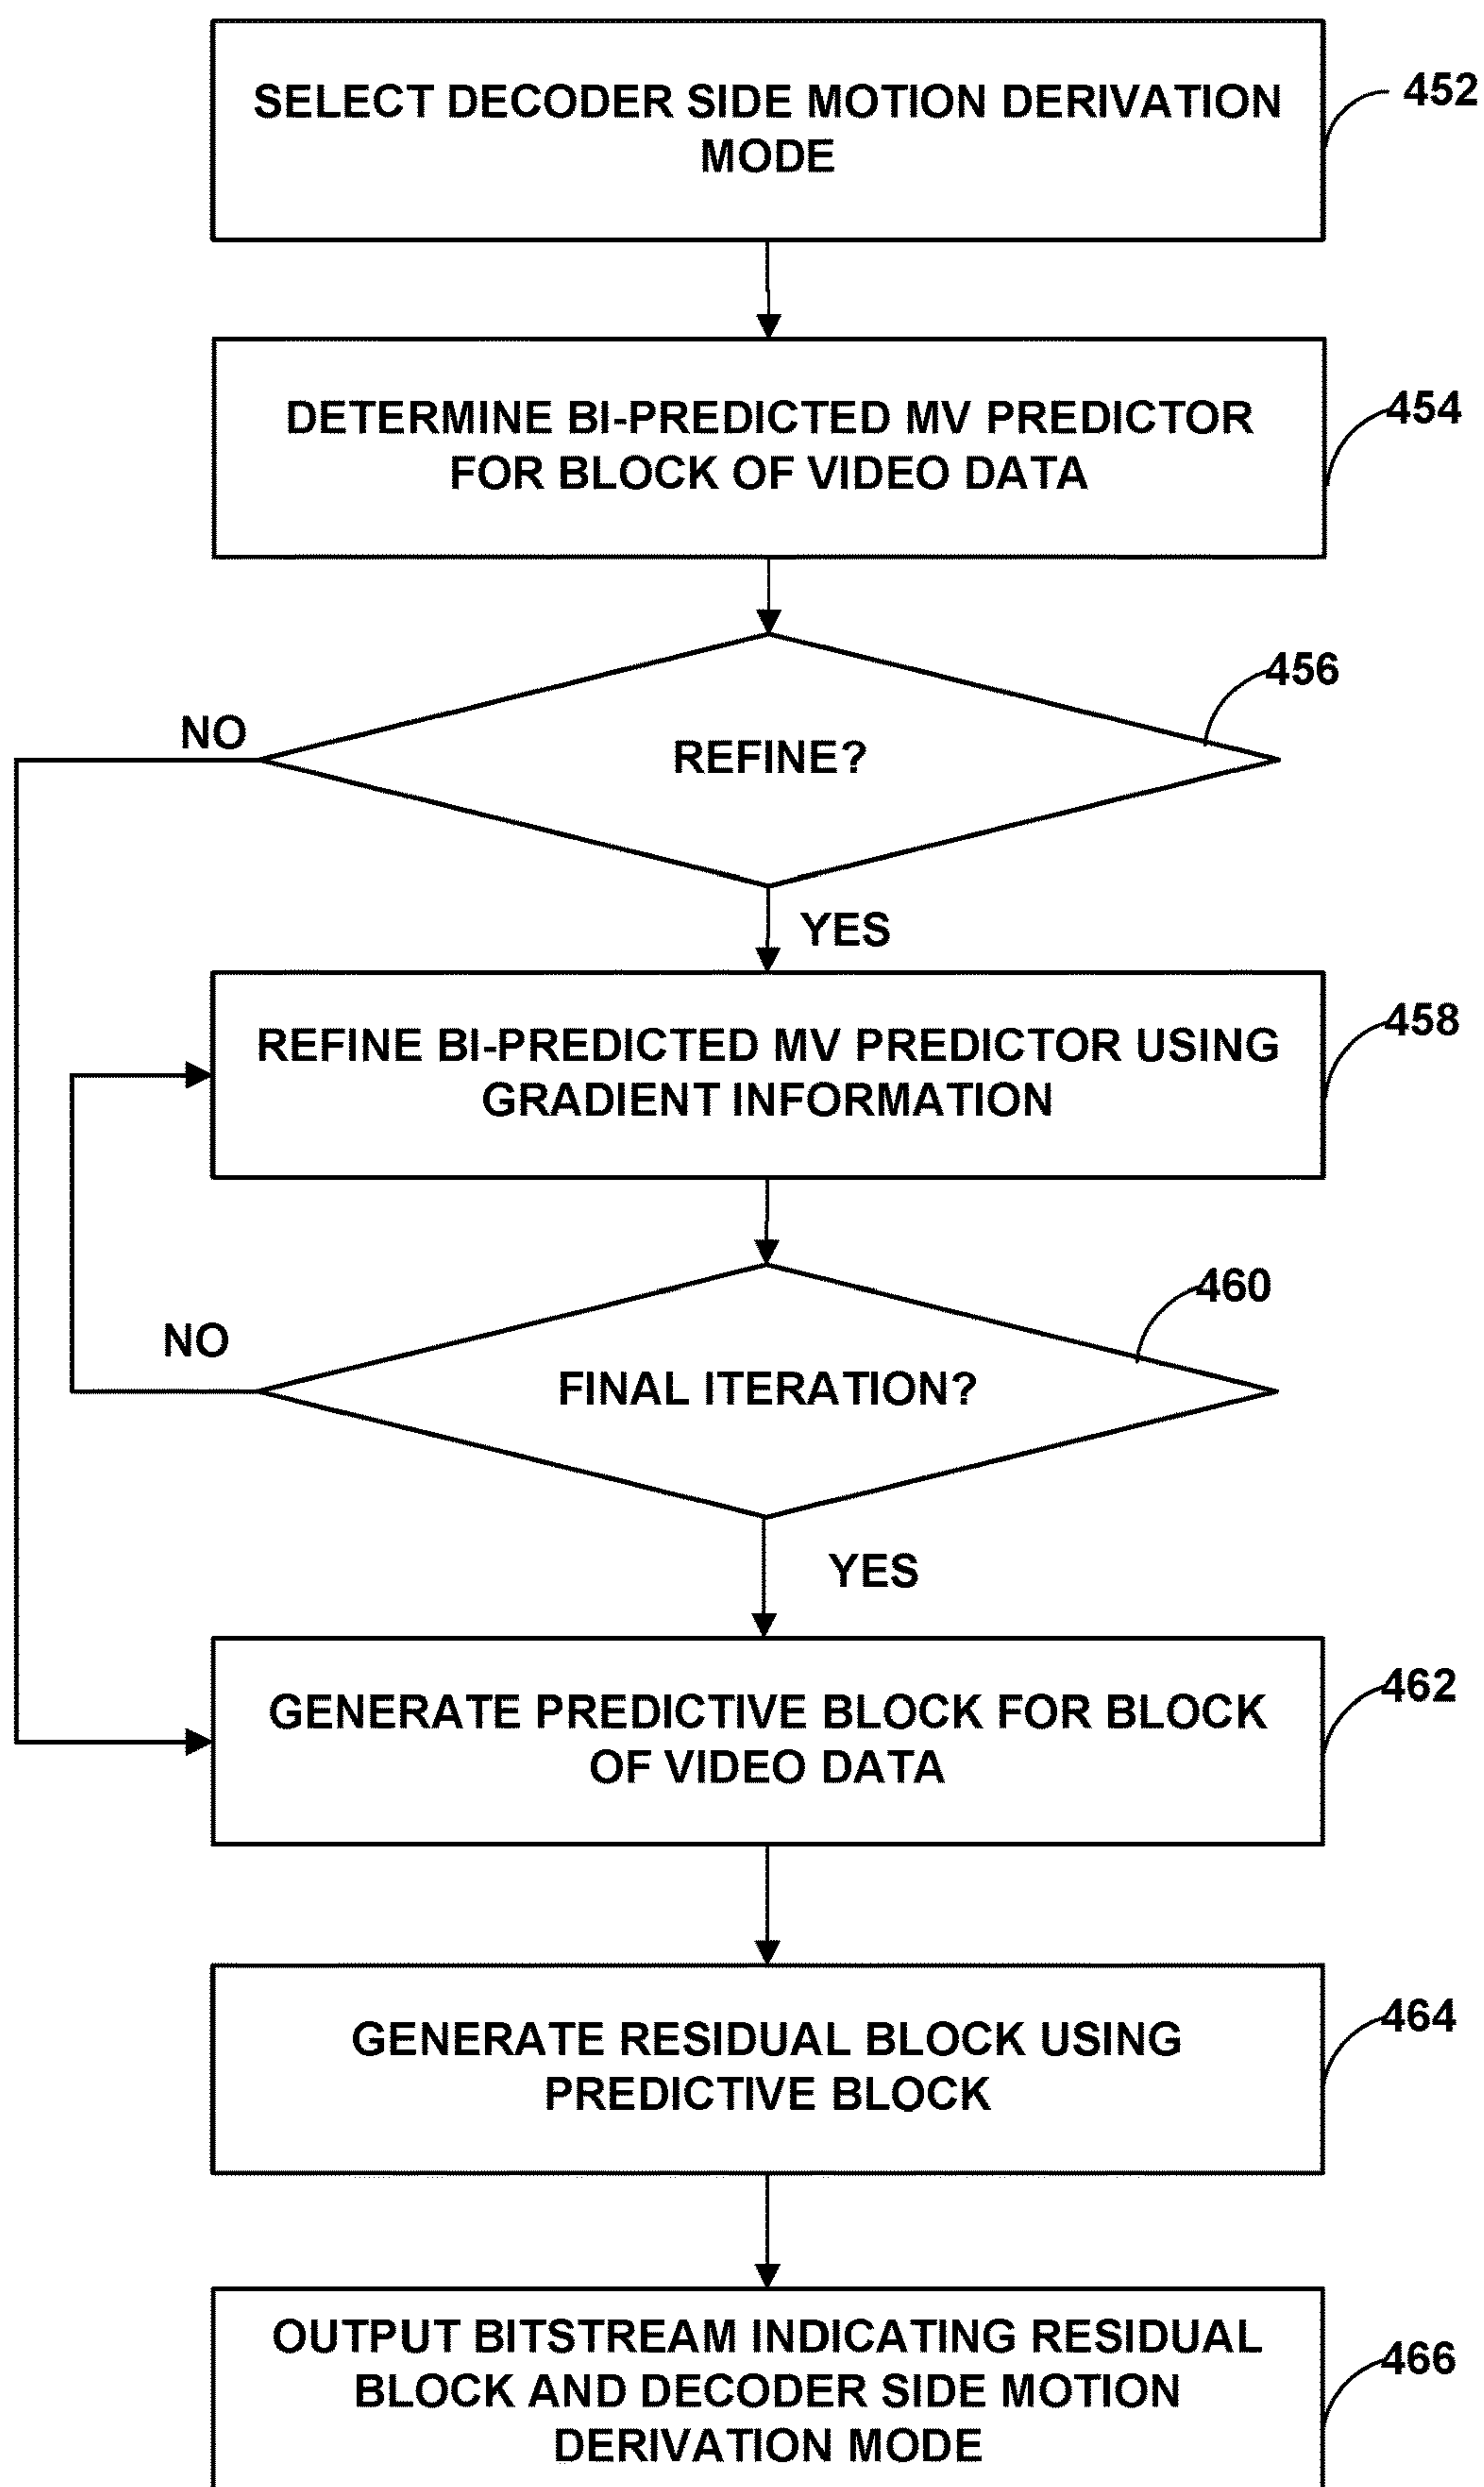 SELECT DECODER SIDE MOTION DERIVATION
MODE
452
DETERMINE BI-PREDICTED MV PREDICTOR
FOR BLOCK OF VIDEO DATA
454
REFINE?
456
NO
YES
REFINE BI-PREDICTED MV PREDICTOR USING
GRADIENT INFORMATION
458
FINAL ITERATION?
460
NO
YES
GENERATE PREDICTIVE BLOCK FOR BLOCK
OF VIDEO DATA
462
GENERATE RESIDUAL BLOCK USING
PREDICTIVE BLOCK
464
OUTPUT BITSTREAM INDICATING RESIDUAL
BLOCK AND DECODER SIDE MOTION
DERIVATION MODE
466